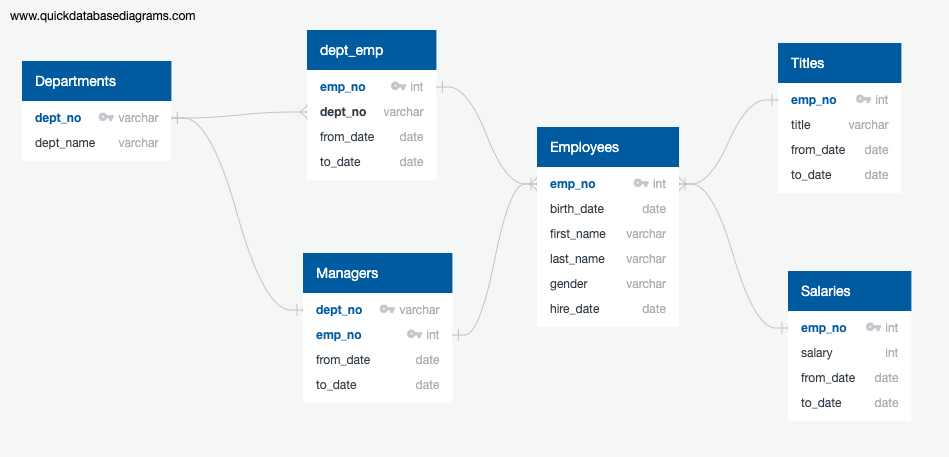 www.quickdatabasediagrams.com
Departments
dept_no varchar
dept_name varchar
dept_emp
emp_no int
dept_no varchar
from_date date
to_date date
Managers
dept_no varchar
emp_no int
from_date date
to_date date
Employees
emp_no int
birth_date date
first_name varchar
last_name varchar
gender varchar
hire_date date
Titles
emp_no int
title varchar
from_date date
to_date date
Salaries
emp_no int
salary int
from_date date
to_date date